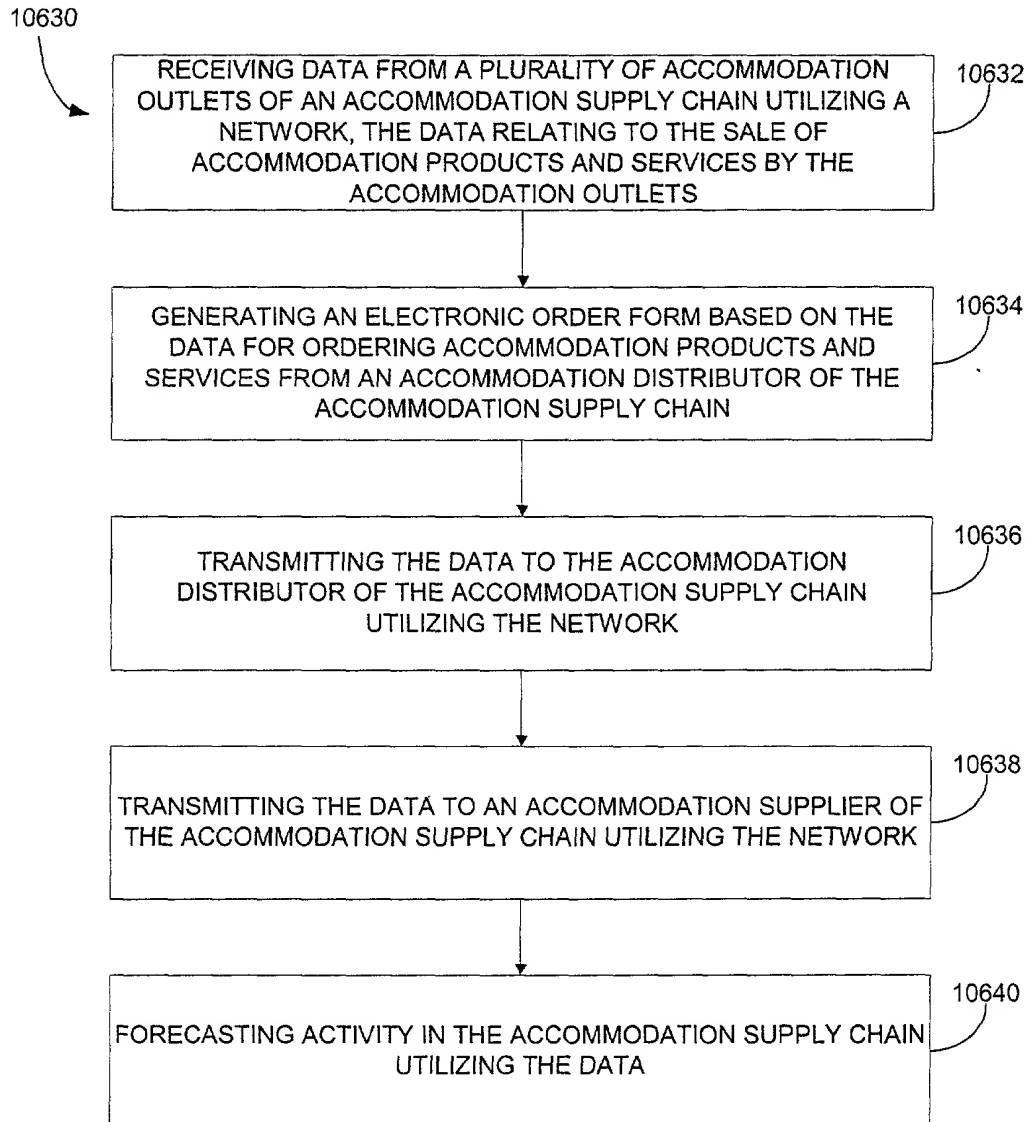 10630
RECEIVING DATA FROM A PLURALITY OF ACCOMMODATION
OUTLETS OF AN ACCOMMODATION SUPPLY CHAIN UTILIZING A
NETWORK, THE DATA RELATING TO THE SALE OF
ACCOMMODATION PRODUCTS AND SERVICES BY THE
ACCOMMODATION OUTLETS
10632
GENERATING AN ELECTRONIC ORDER FORM BASED ON THE
DATA FOR ORDERING ACCOMMODATION PRODUCTS AND
SERVICES FROM AN ACCOMMODATION DISTRIBUTOR OF THE
ACCOMMODATION SUPPLY CHAIN
10634
TRANSMITTING THE DATA TO THE ACCOMMODATION
DISTRIBUTOR OF THE ACCOMMODATION SUPPLY CHAIN
UTILIZING THE NETWORK
10636
TRANSMITTING THE DATA TO AN ACCOMMODATION SUPPLIER OF
THE ACCOMMODATION SUPPLY CHAIN UTILIZING THE NETWORK
10638
FORECASTING ACTIVITY IN THE ACCOMMODATION SUPPLY CHAIN
UTILIZING THE DATA
10640